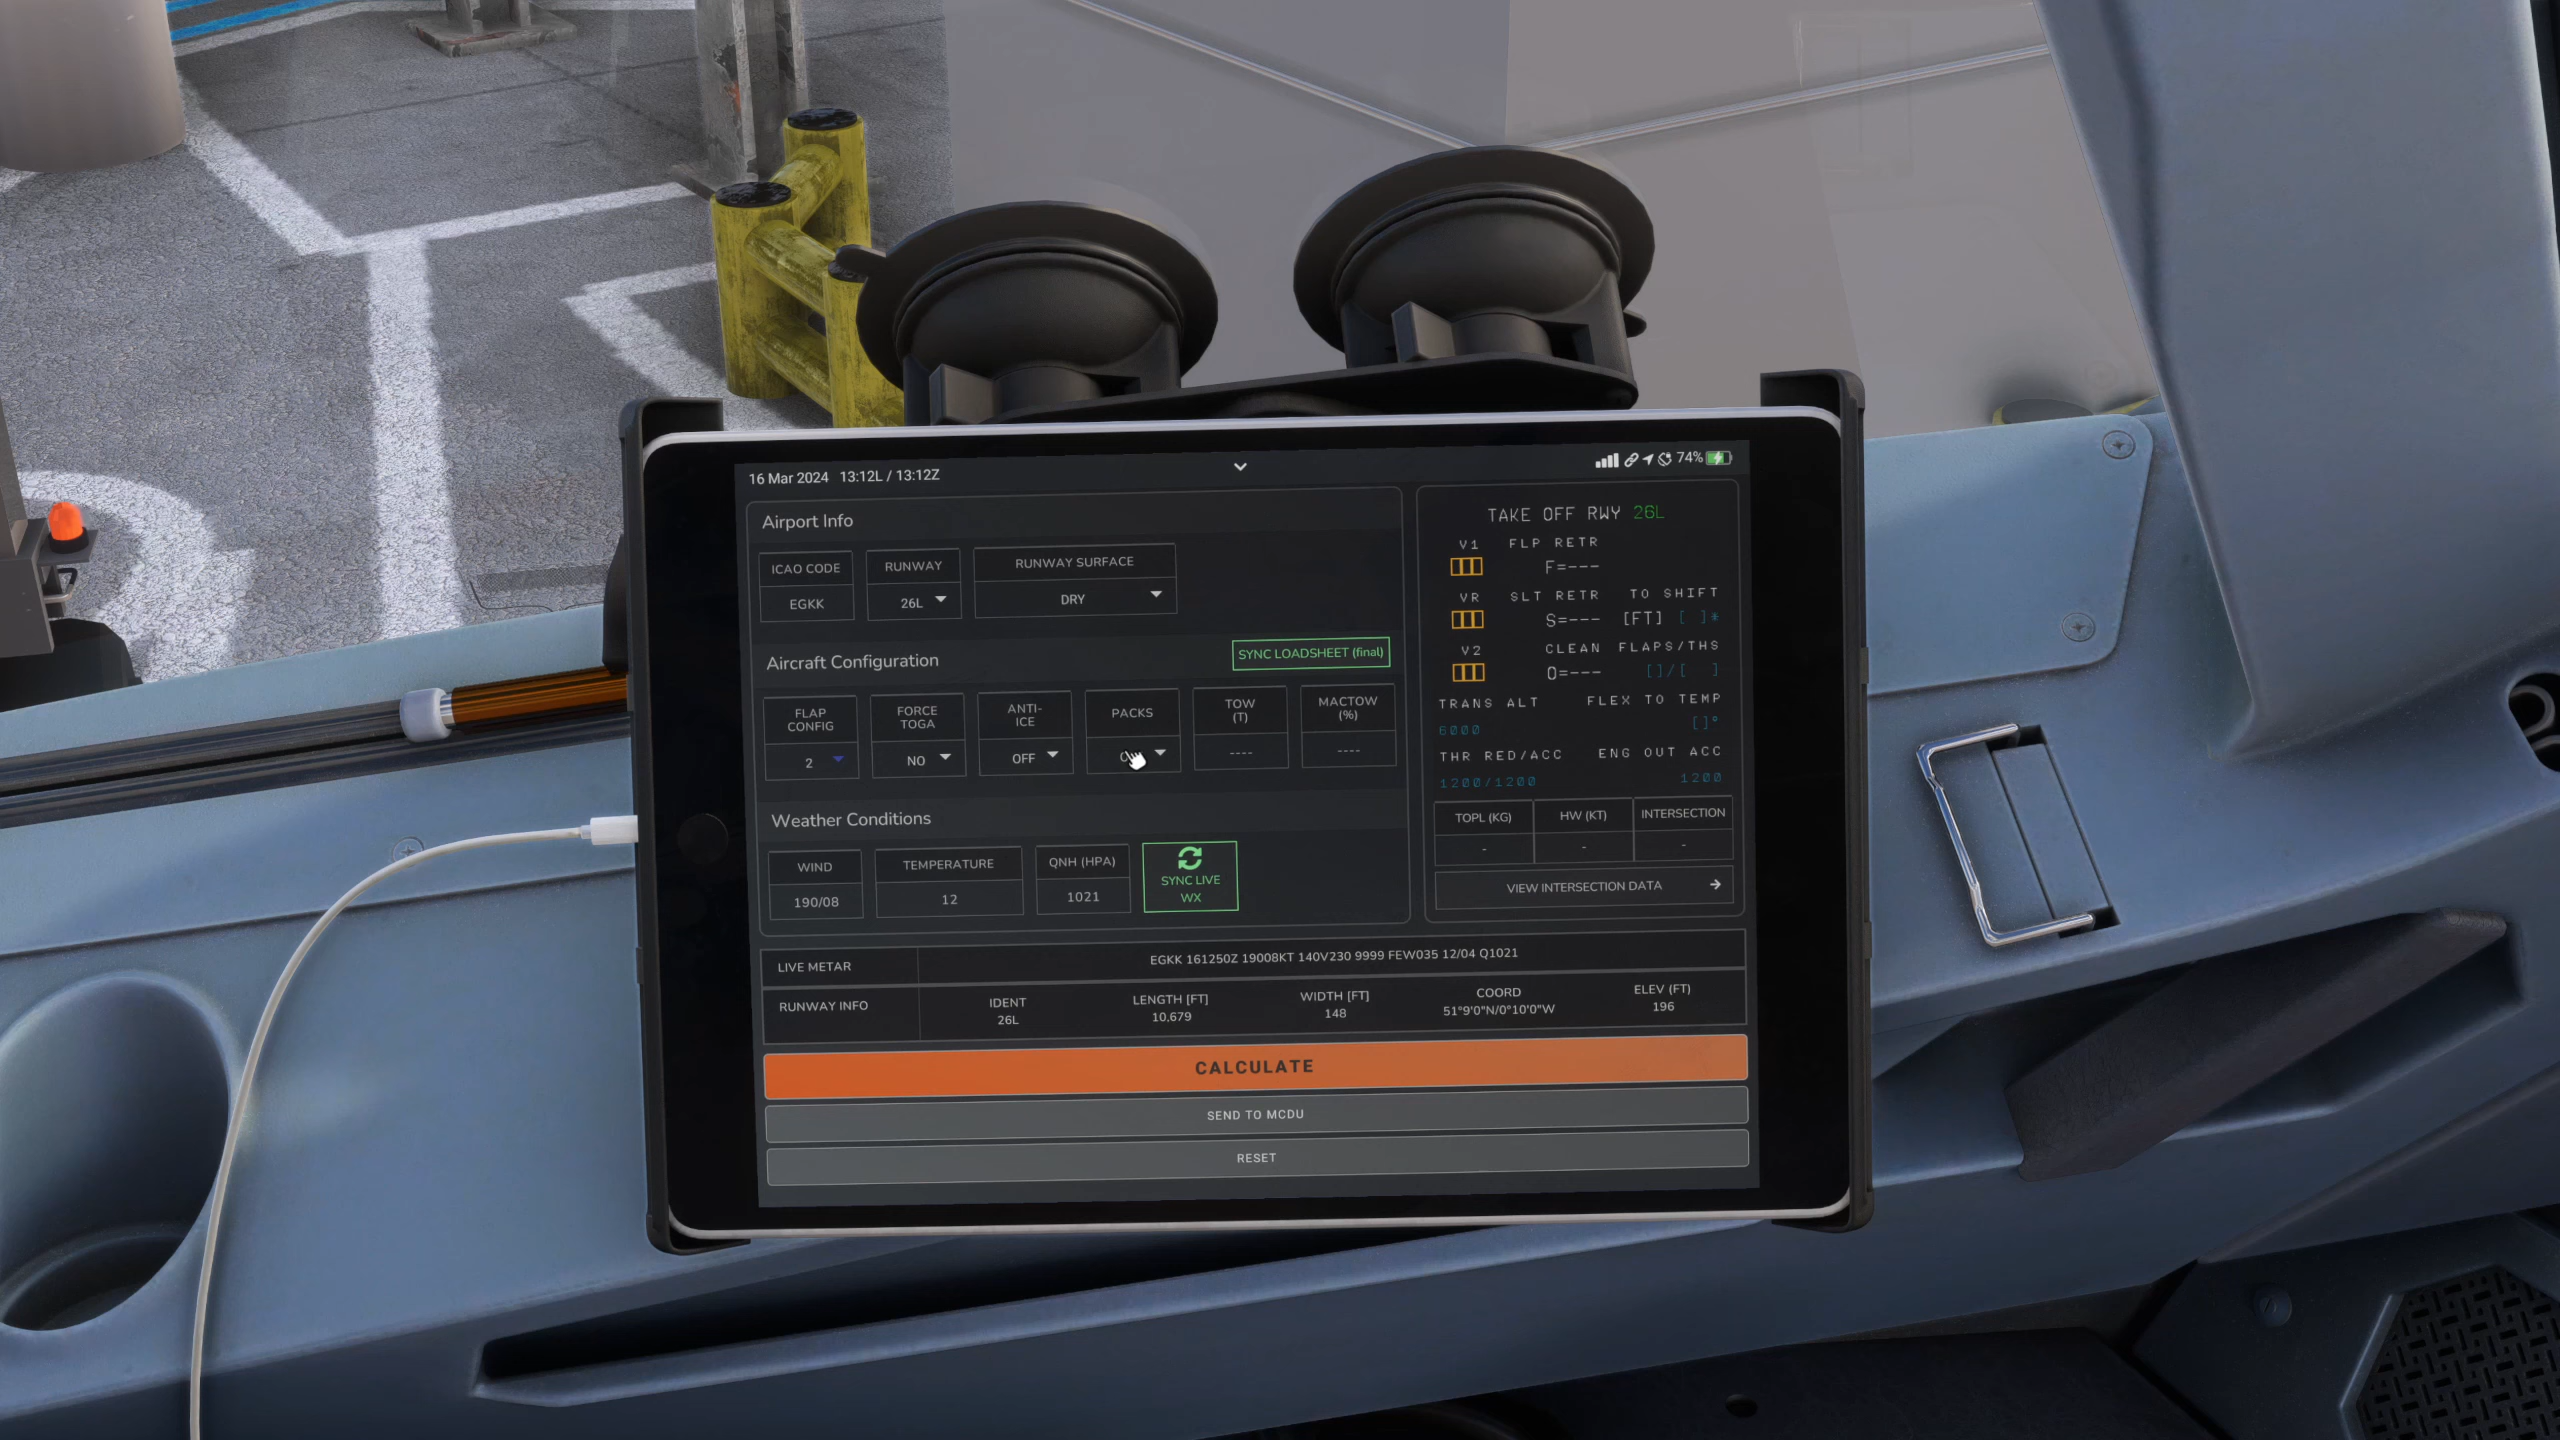 16 Mar 2024 13:12L / 13:12Z
74%
Airport Info
ICAO CODE
EGKK
RUNWAY
26L
RUNWAY SURFACE
DRY
Aircraft Configuration
SYNC LOADSHEET (final)
FLAP
CONFIG
2
FORCE
TOGA
NO
ANTI-
ICE
OFF
PACKS
TOW
(T)
----
MACTOW
(%)
----
Weather Conditions
WIND
190/08
TEMPERATURE
12
QNH (HPA)
1021
SYNC LIVE
WX
TAKE OFF RWY 26L
V1 FLP RETR
F=---
VR SLT RETR TO SHIFT
S=--- [FT] [ ]*
V2 CLEAN FLAPS/THS
O=--- []/[ ]
TRANS ALT FLEX TO TEMP
6000 []°
THR RED/ACC ENG OUT ACC
1200/1200 1200
TOPL (KG) HW (KT) INTERSECTION
- - -
VIEW INTERSECTION DATA
LIVE METAR EGKK 161250Z 19008KT 140V230 9999 FEW035 12/04 Q1021
RUNWAY INFO
IDENT
26L
LENGTH [FT]
10,679
WIDTH [FT]
148
COORD
51°9'0"N/0°10'0"W
ELEV (FT)
196
CALCULATE
SEND TO MCDU
RESET